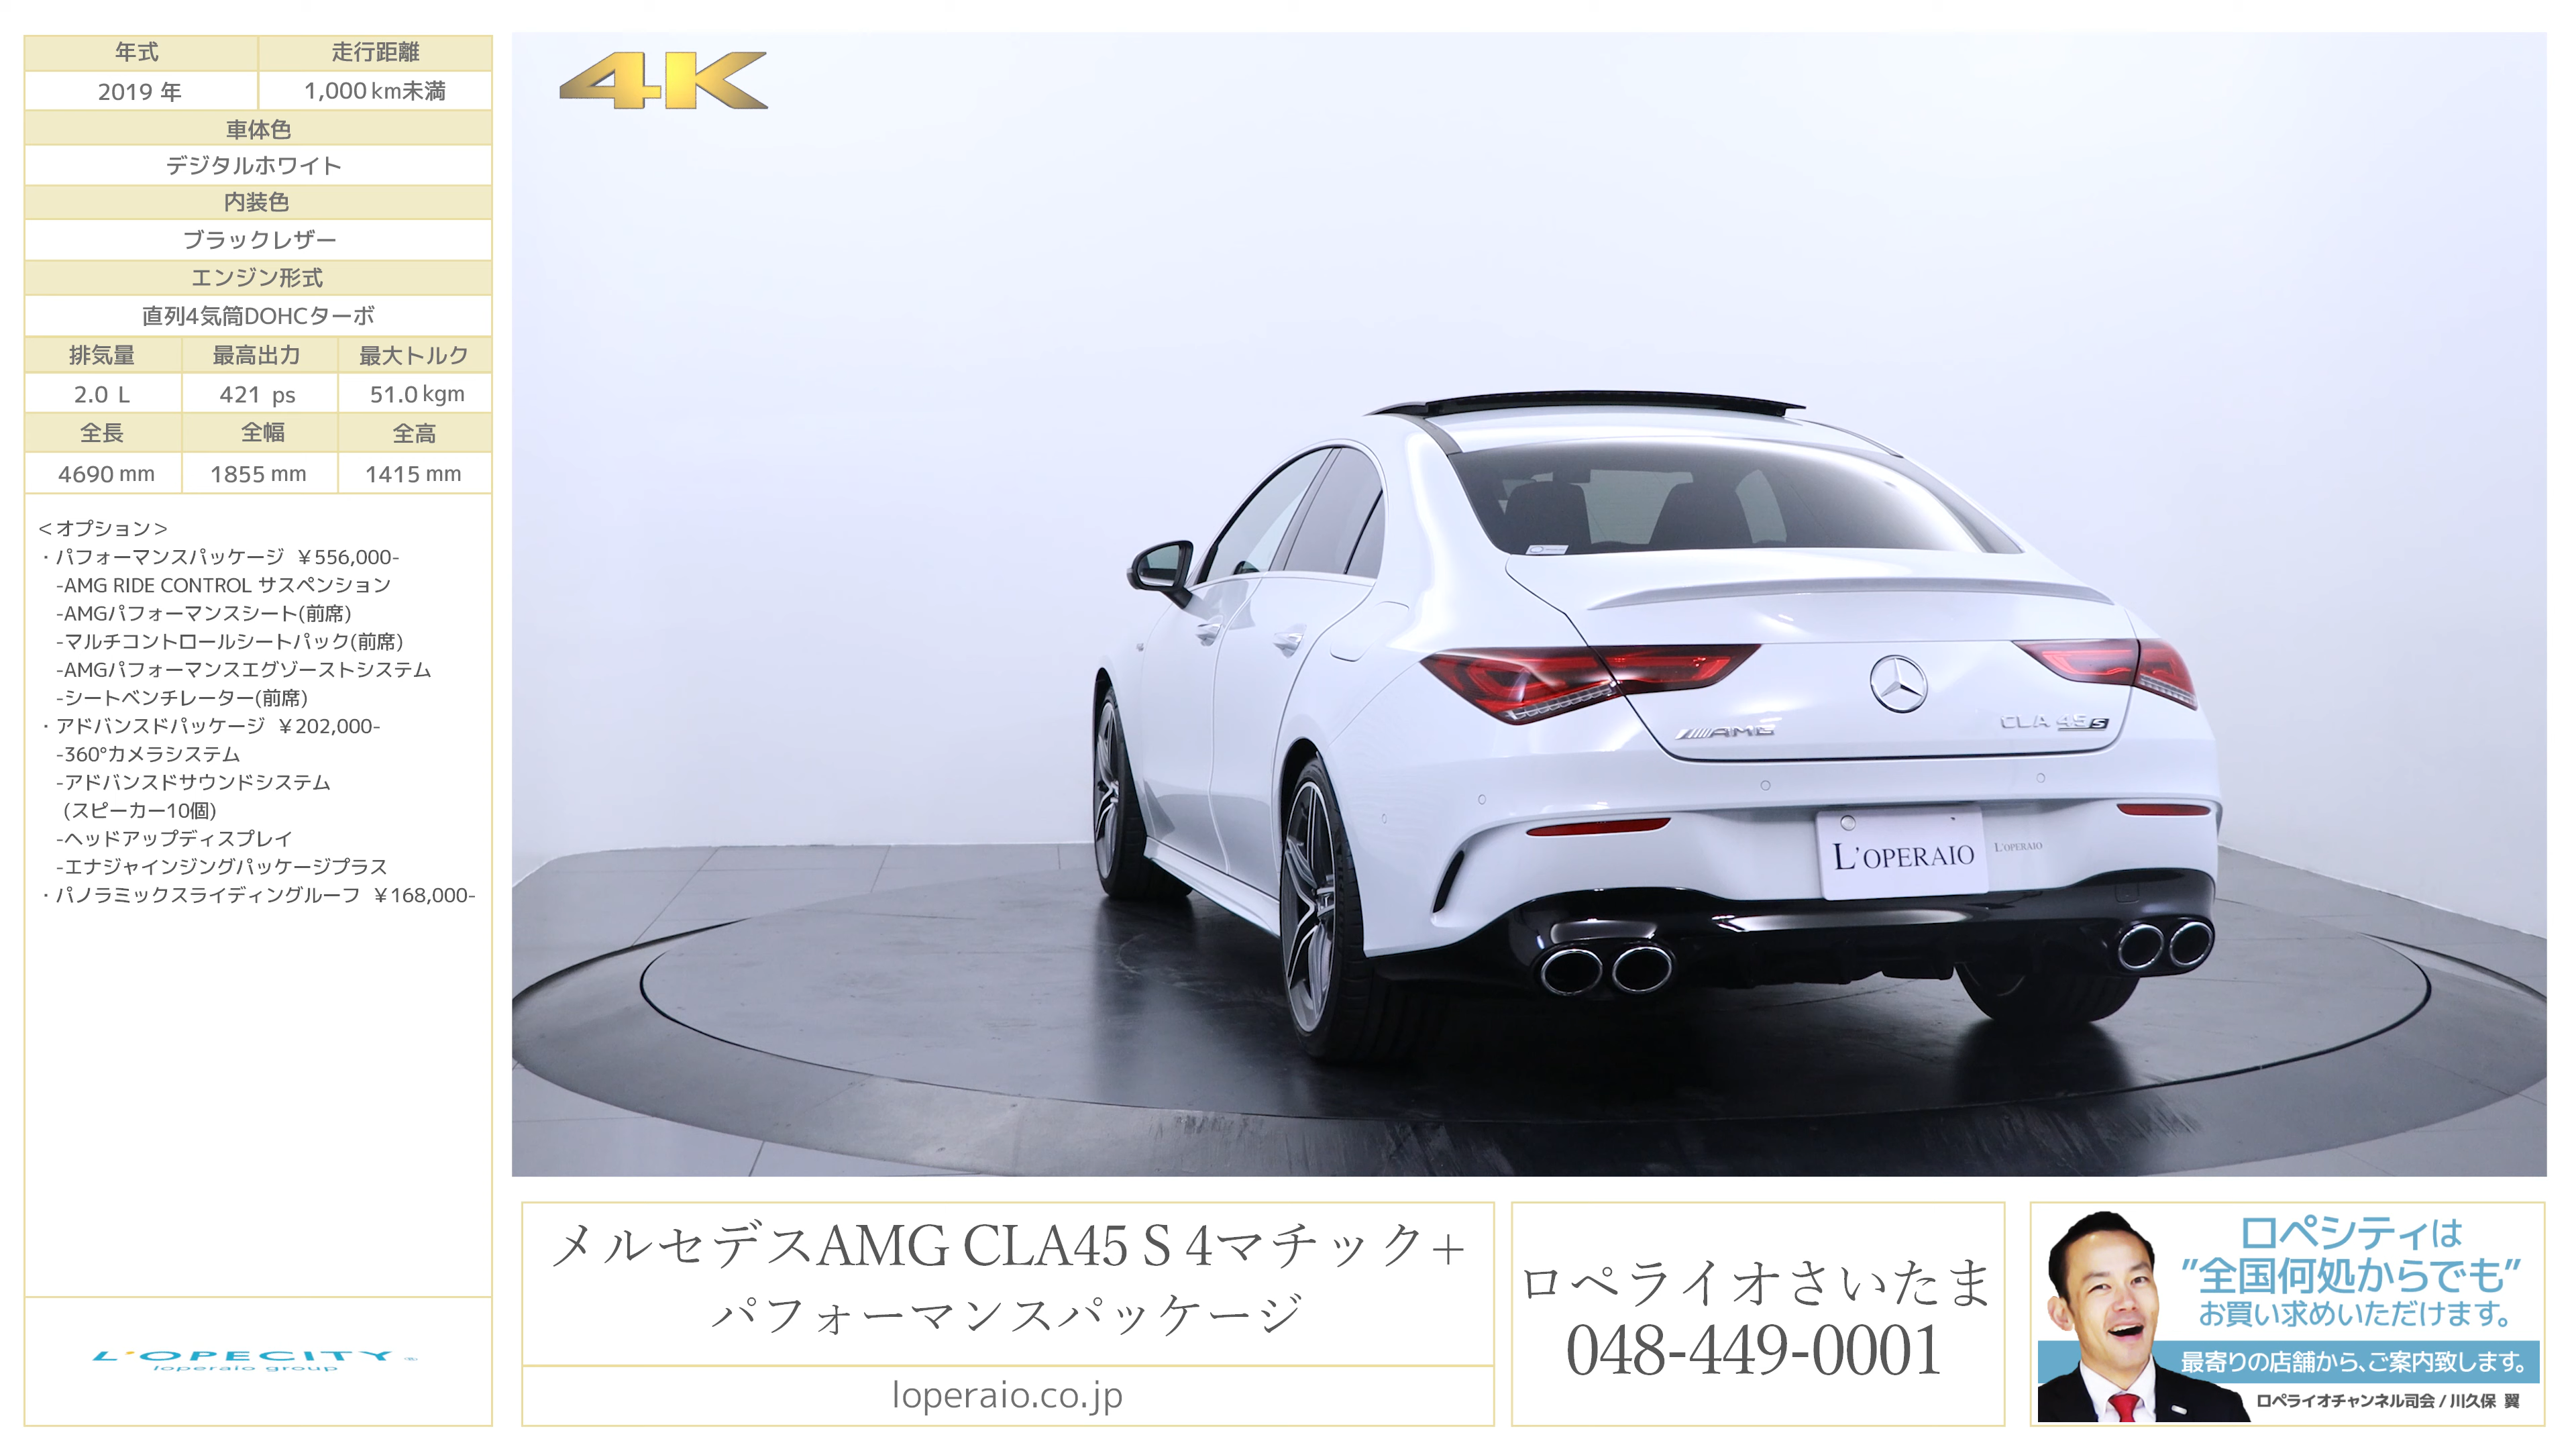 年式 走行距離
2019 年 1,000 km未満
車体色
デジタルホワイト
内装色
ブラックレザー
エンジン形式
直列4気筒DOHCターボ
排気量 最高出力 最大トルク
2.0 L 421 ps 51.0 kgm
全長 全幅 全高
4690 mm 1855 mm 1415 mm
＜オプション＞
・パフォーマンスパッケージ ￥556,000-
-AMG RIDE CONTROL サスペンション
-AMGパフォーマンスシート(前席)
-マルチコントロールシートパック(前席)
-AMGパフォーマンスエグゾーストシステム
-シートベンチレーター(前席)
・アドバンスドパッケージ ￥202,000-
-360°カメラシステム
-アドバンスドサウンドシステム
(スピーカー10個)
-ヘッドアップディスプレイ
-エナジャインジングパッケージプラス
・パノラミックスライディングルーフ ￥168,000-
L'OPECITY ®
loperaio group
4K
AMG
CLA 45 S
L'OPERAIO
L'OPERAIO
メルセデスAMG CLA45 S 4マチック+
パフォーマンスパッケージ
loperaio.co.jp
ロペライオさいたま
048-449-0001
ロペシティは
"全国何処からでも"
お買い求めいただけます。
最寄りの店舗から、ご案内致します。
ロペライオチャンネル司会 / 川久保 翼